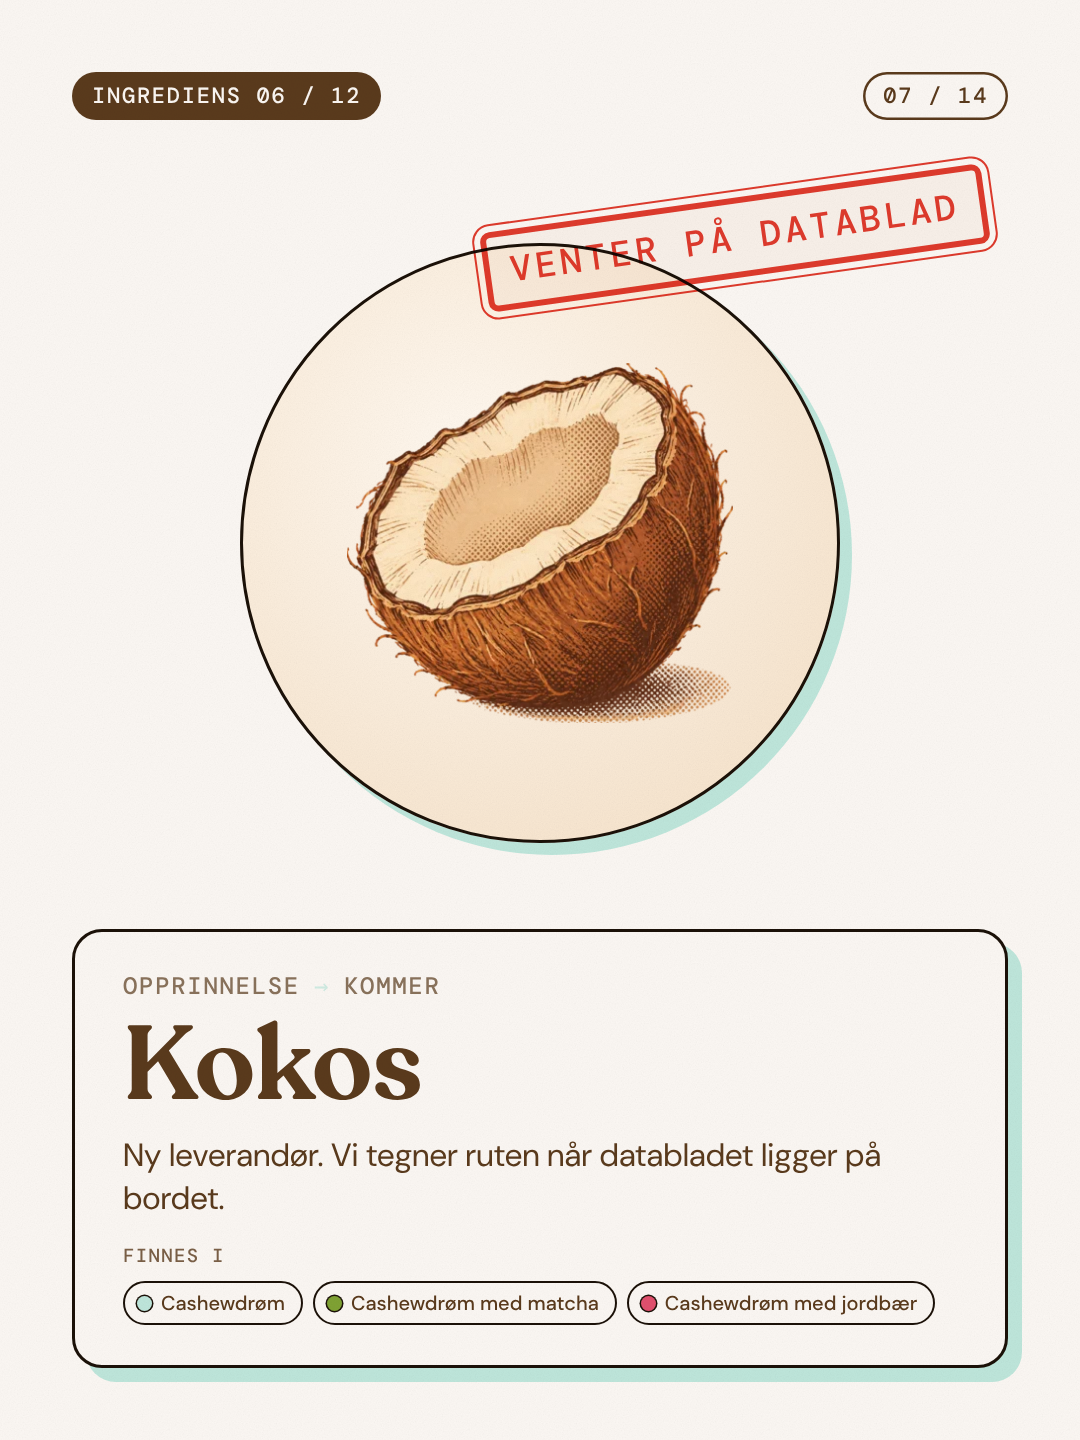 INGREDIENS 06 / 12
07 / 14
VENTER PÅ DATABLAD
OPPRINNELSE → KOMMER
Kokos
Ny leverandør. Vi tegner ruten når databladet ligger på
bordet.
FINNES I
Cashewdrøm
Cashewdrøm med matcha
Cashewdrøm med jordbær